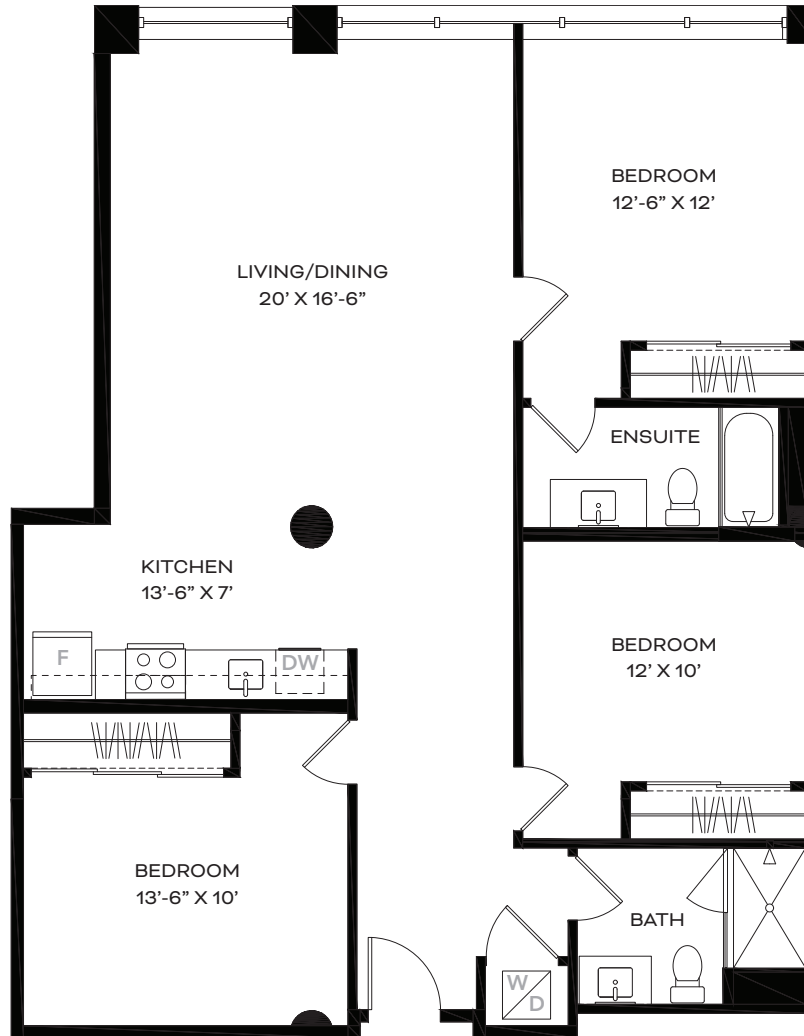 BEDROOM
12’-6” X 12’
LIVING/DINING
20’ X 16’-6”
ENSUITE
KITCHEN
13’-6” X 7’
F
DW
BEDROOM
12’ X 10’
BEDROOM
13’-6” X 10’
BATH
W
D